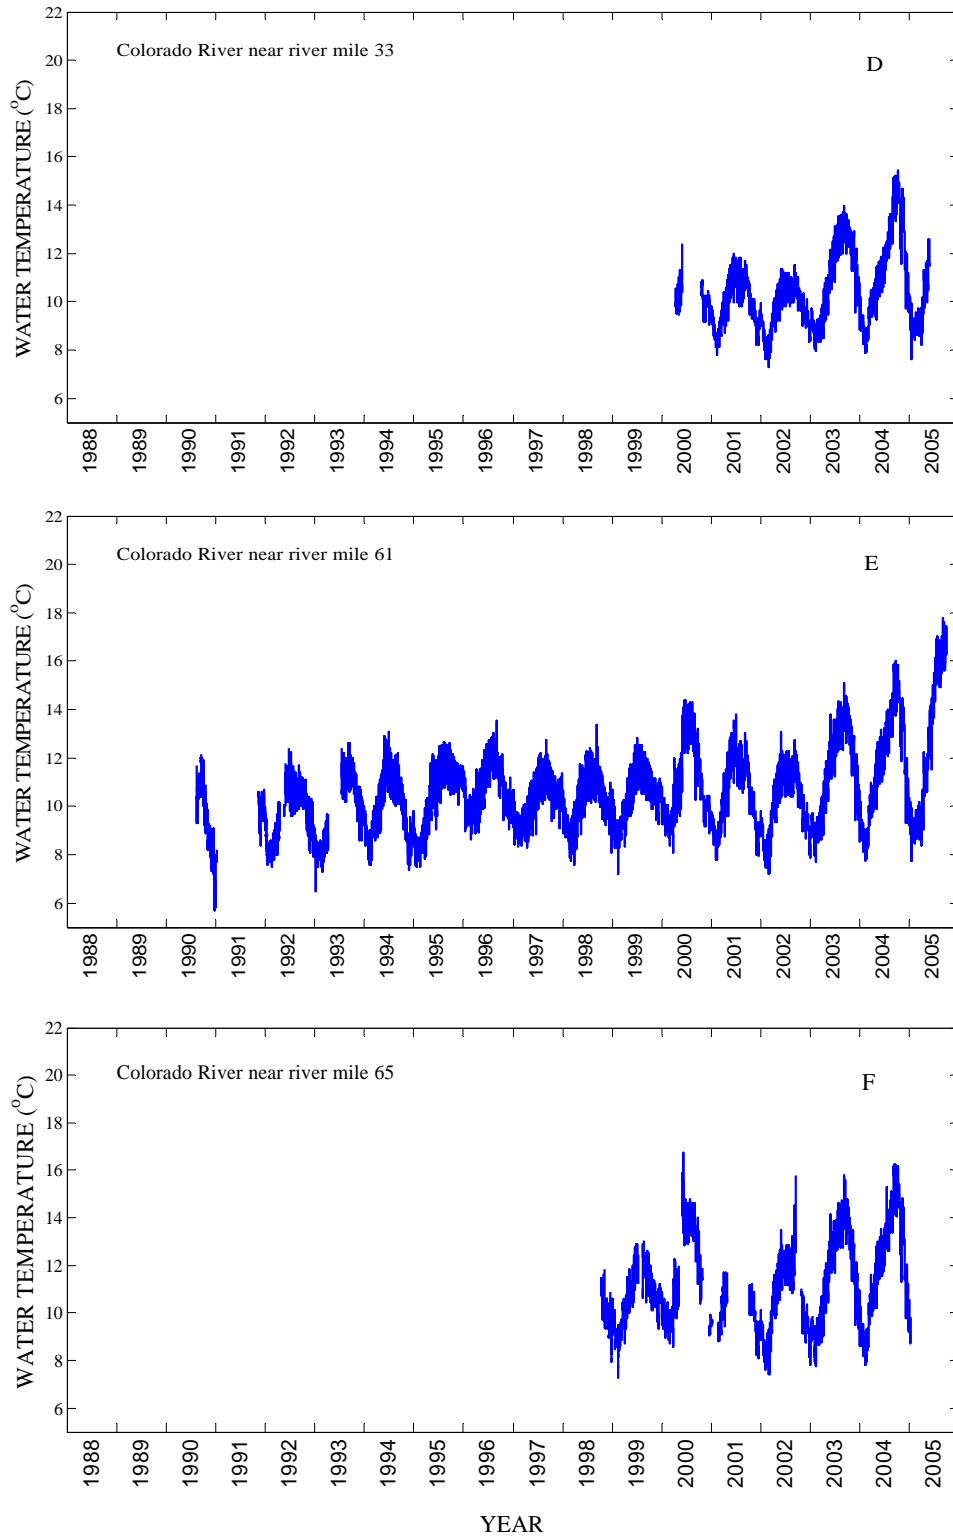 22
20
18
16
14
12
10
8
6
WATER TEMPERATURE (°C)
Colorado River near river mile 33
D
1988 1989 1990 1991 1992 1993 1994 1995 1996 1997 1998 1999 2000 2001 2002 2003 2004 2005
22
20
18
16
14
12
10
8
6
WATER TEMPERATURE (°C)
Colorado River near river mile 61
E
1988 1989 1990 1991 1992 1993 1994 1995 1996 1997 1998 1999 2000 2001 2002 2003 2004 2005
22
20
18
16
14
12
10
8
6
WATER TEMPERATURE (°C)
Colorado River near river mile 65
F
1988 1989 1990 1991 1992 1993 1994 1995 1996 1997 1998 1999 2000 2001 2002 2003 2004 2005
YEAR